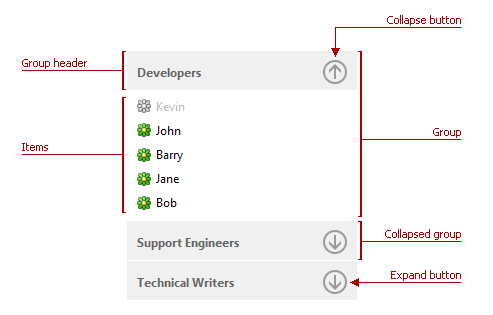 Collapse button
Group header
Developers
Kevin
John
Barry
Jane
Bob
Items
Group
Support Engineers
Collapsed group
Technical Writers
Expand button